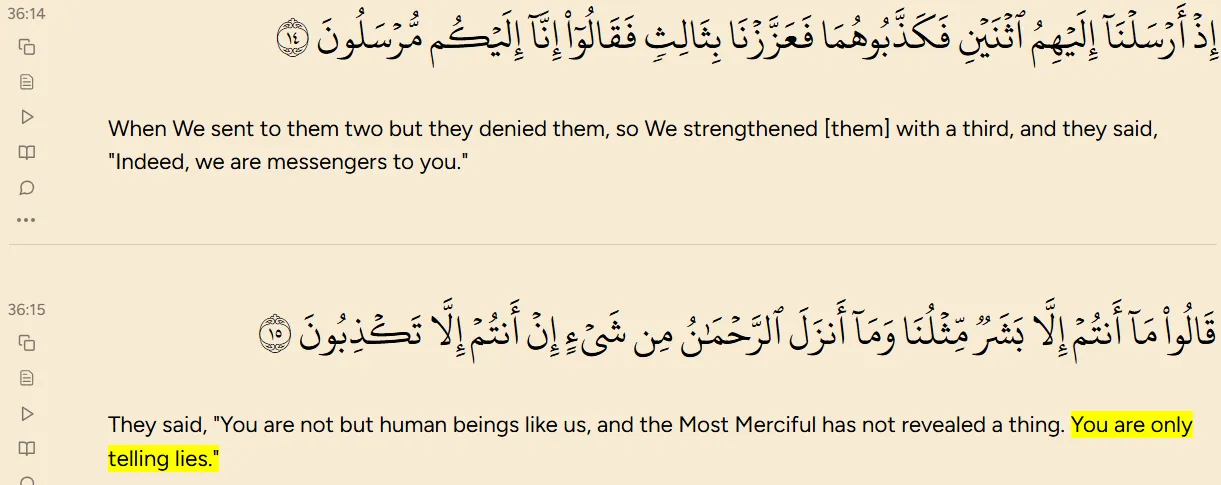 36:14
إِذۡ أَرۡسَلۡنَآ إِلَيۡهِمُ ٱثۡنَيۡنِ فَكَذَّبُوهُمَا فَعَزَّزۡنَا بِثَالِثٖ فَقَالُوٓاْ إِنَّآ إِلَيۡكُم مُّرۡسَلُونَ ١٤
When We sent to them two but they denied them, so We strengthened [them] with a third, and they said,
"Indeed, we are messengers to you."
36:15
قَالُواْ مَآ أَنتُمۡ إِلَّا بَشَرٞ مِّثۡلُنَا وَمَآ أَنزَلَ ٱلرَّحۡمَٰنُ مِن شَيۡءٍ إِنۡ أَنتُمۡ إِلَّا تَكۡذِبُونَ ١٥
They said, "You are not but human beings like us, and the Most Merciful has not revealed a thing. You are only
telling lies."